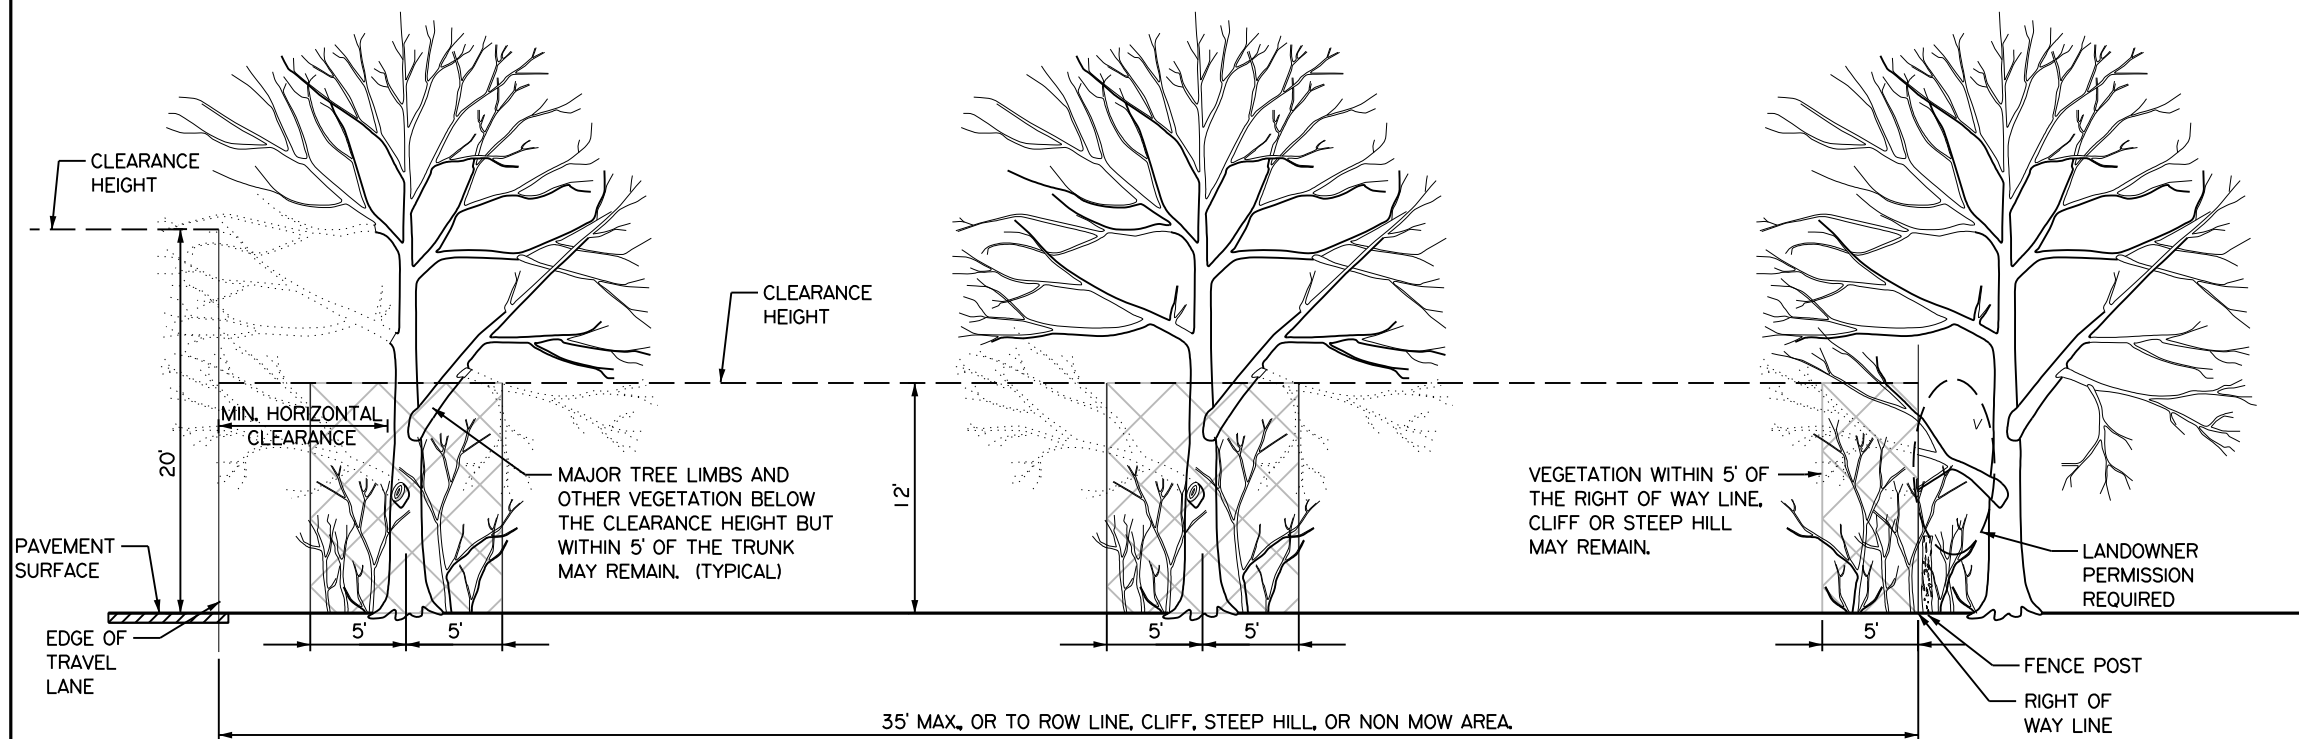 CLEARANCE
HEIGHT
CLEARANCE
HEIGHT
MIN. HORIZONTAL
CLEARANCE
20'
12'
MAJOR TREE LIMBS AND
OTHER VEGETATION BELOW
THE CLEARANCE HEIGHT BUT
WITHIN 5' OF THE TRUNK
MAY REMAIN. (TYPICAL)
VEGETATION WITHIN 5' OF
THE RIGHT OF WAY LINE,
CLIFF OR STEEP HILL
MAY REMAIN.
PAVEMENT
SURFACE
LANDOWNER
PERMISSION
REQUIRED
EDGE OF
TRAVEL
LANE
5'
5'
5'
5'
5'
FENCE POST
RIGHT OF
WAY LINE
35' MAX., OR TO ROW LINE, CLIFF, STEEP HILL, OR NON MOW AREA.